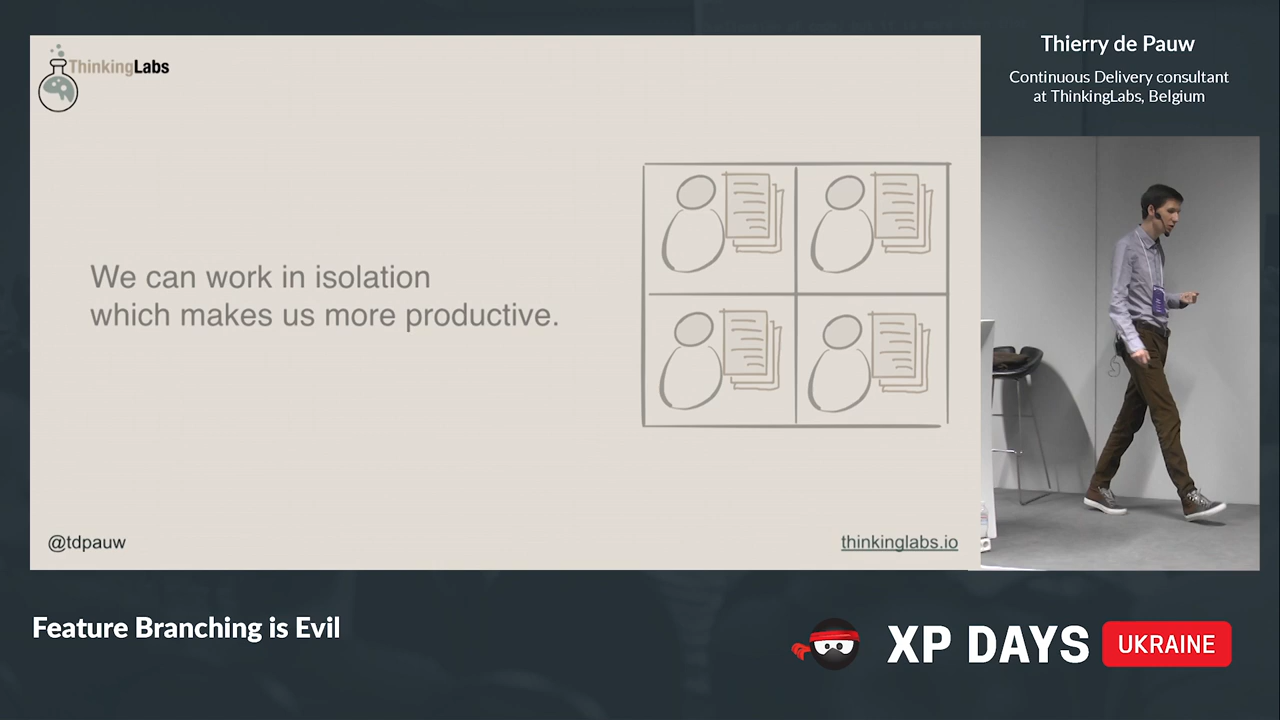 ThinkingLabs
We can work in isolation
which makes us more productive.
@tdpauw
thinkinglabs.io
Thierry de Pauw
Continuous Delivery consultant
at ThinkingLabs, Belgium
Feature Branching is Evil
XP DAYS UKRAINE